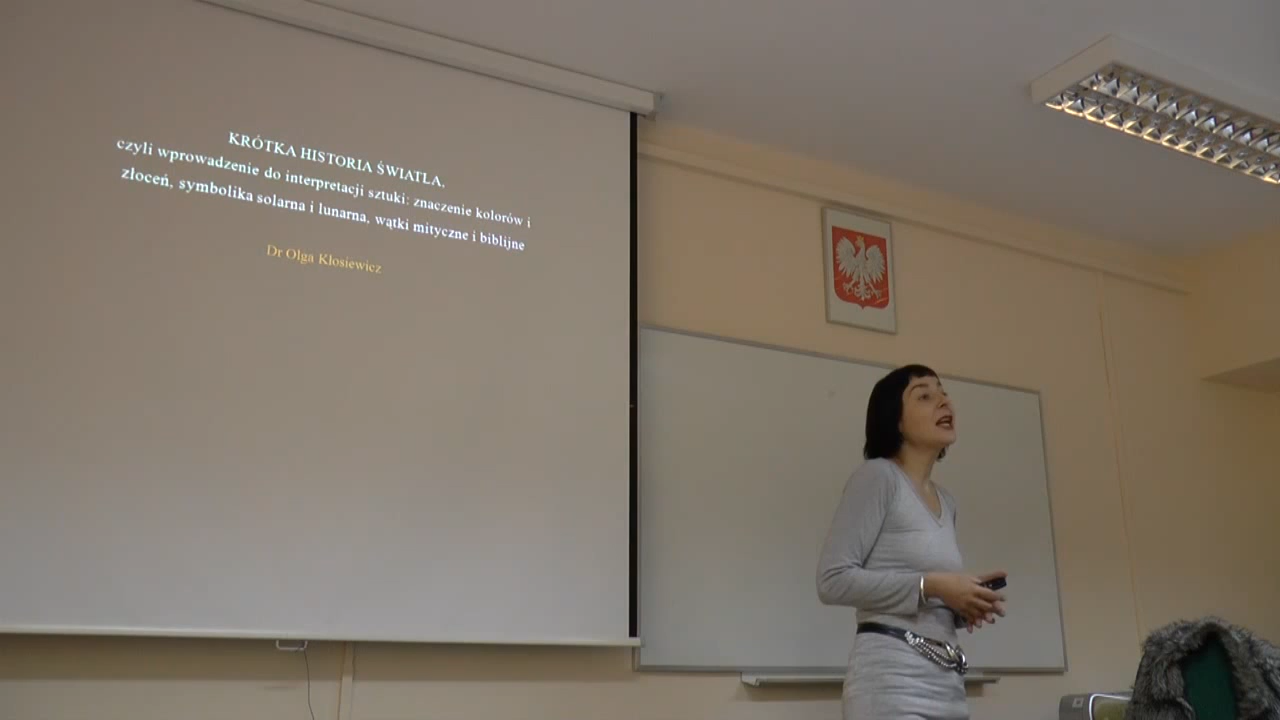 KRÓTKA HISTORIA ŚWIATŁA,
czyli wprowadzenie do interpretacji sztuki: znaczenie kolorów i
złoceń, symbolika solarna i lunarna, wątki mityczne i biblijne
Dr Olga Kłosiewicz